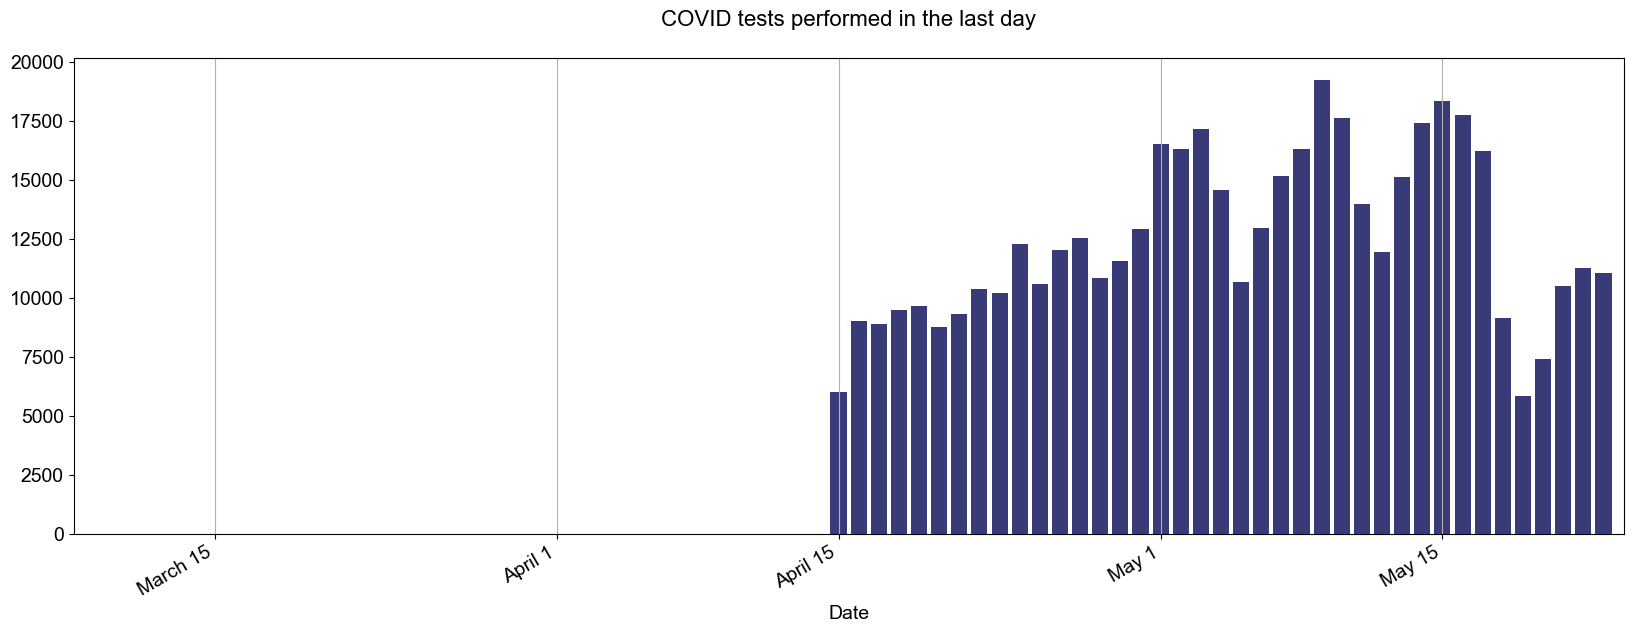 COVID tests performed in the last day
20000
17500
15000
12500
10000
7500
5000
2500
0
March 15
April 1
April 15
May 1
May 15
Date